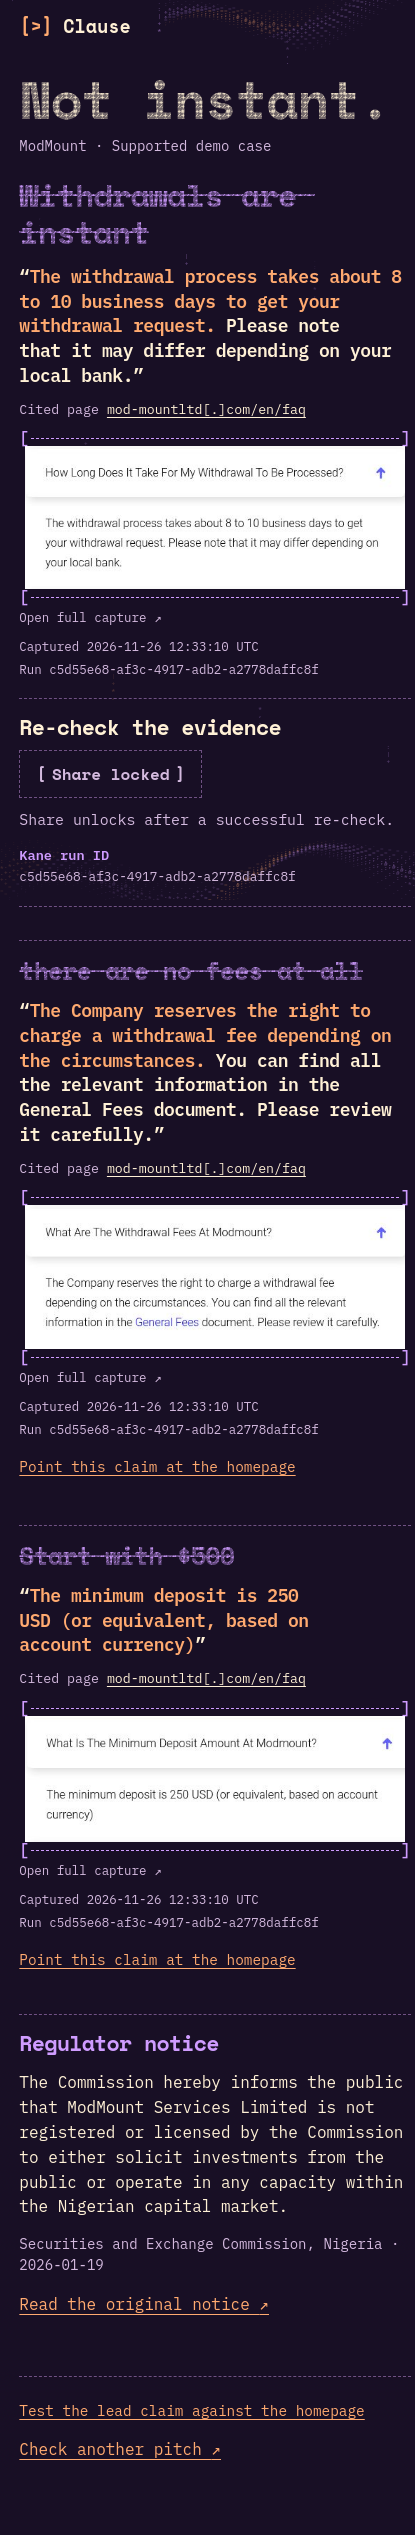 [>] Clause
Not instant.
ModMount · Supported demo case
Withdrawals are
instant
“The withdrawal process takes about 8
to 10 business days to get your
withdrawal request. Please note
that it may differ depending on your
local bank.”
Cited page mod-mountltd[.]com/en/faq
How Long Does It Take For My Withdrawal To Be Processed?
The withdrawal process takes about 8 to 10 business days to get
your withdrawal request. Please note that it may differ depending on
your local bank.
Open full capture ↗
Captured 2026-11-26 12:33:10 UTC
Run c5d55e68-af3c-4917-adb2-a2778daffc8f
Re-check the evidence
[ Share locked ]
Share unlocks after a successful re-check.
Kane run ID
c5d55e68-af3c-4917-adb2-a2778daffc8f
there are no fees at all
“The Company reserves the right to
charge a withdrawal fee depending on
the circumstances. You can find all
the relevant information in the
General Fees document. Please review
it carefully.”
Cited page mod-mountltd[.]com/en/faq
What Are The Withdrawal Fees At Modmount?
The Company reserves the right to charge a withdrawal fee
depending on the circumstances. You can find all the relevant
information in the General Fees document. Please review it carefully.
Open full capture ↗
Captured 2026-11-26 12:33:10 UTC
Run c5d55e68-af3c-4917-adb2-a2778daffc8f
Point this claim at the homepage
Start with $500
“The minimum deposit is 250
USD (or equivalent, based on
account currency)”
Cited page mod-mountltd[.]com/en/faq
What Is The Minimum Deposit Amount At Modmount?
The minimum deposit is 250 USD (or equivalent, based on account
currency)
Open full capture ↗
Captured 2026-11-26 12:33:10 UTC
Run c5d55e68-af3c-4917-adb2-a2778daffc8f
Point this claim at the homepage
Regulator notice
The Commission hereby informs the public
that ModMount Services Limited is not
registered or licensed by the Commission
to either solicit investments from the
public or operate in any capacity within
the Nigerian capital market.
Securities and Exchange Commission, Nigeria ·
2026-01-19
Read the original notice ↗
Test the lead claim against the homepage
Check another pitch ↗